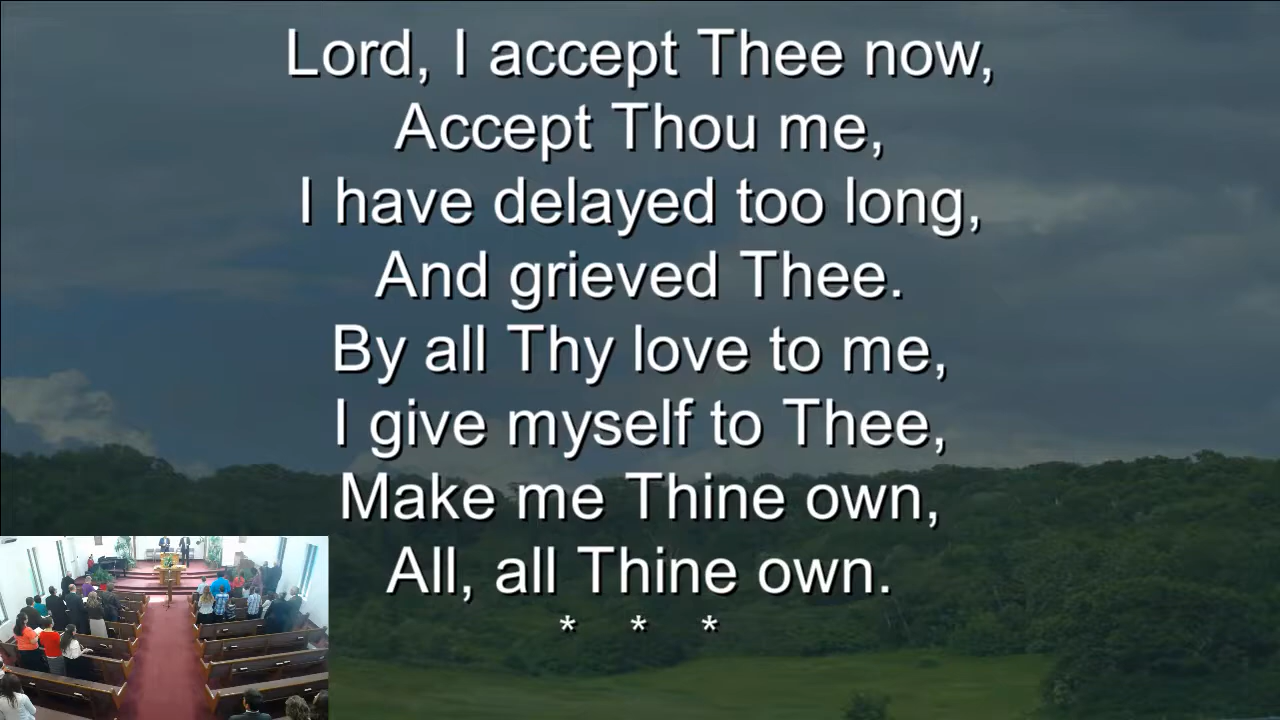 Lord, I accept Thee now,
Accept Thou me,
I have delayed too long,
And grieved Thee.
By all Thy love to me,
I give myself to Thee,
Make me Thine own,
All, all Thine own.
* * *